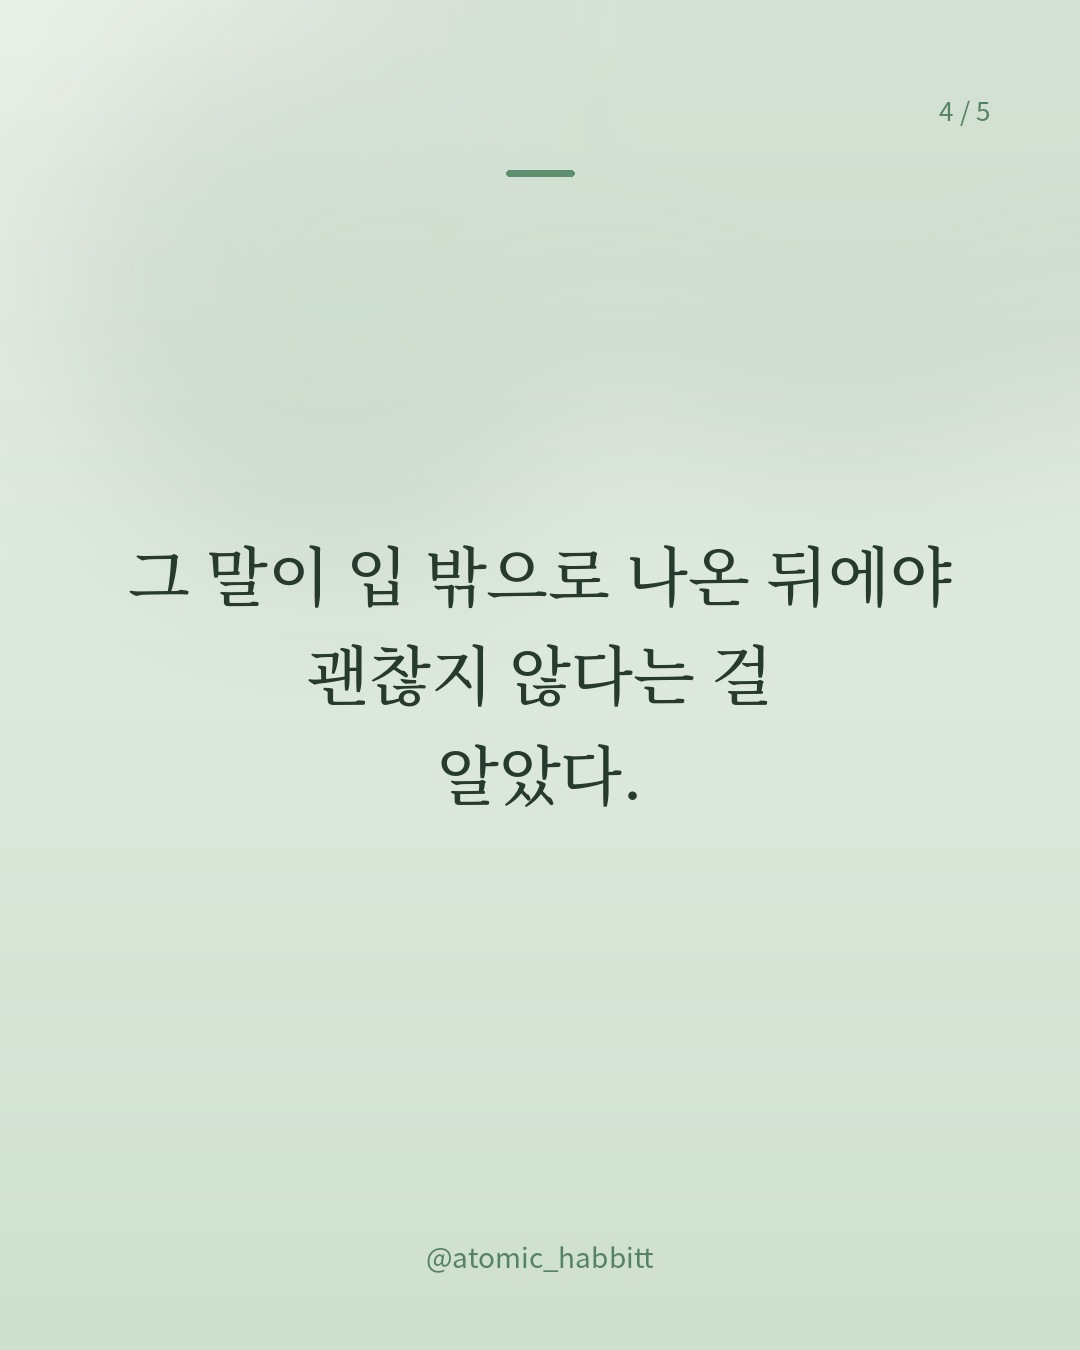 4 / 5
그 말이 입 밖으로 나온 뒤에야
괜찮지 않다는 걸
알았다.
@atomic_habbitt